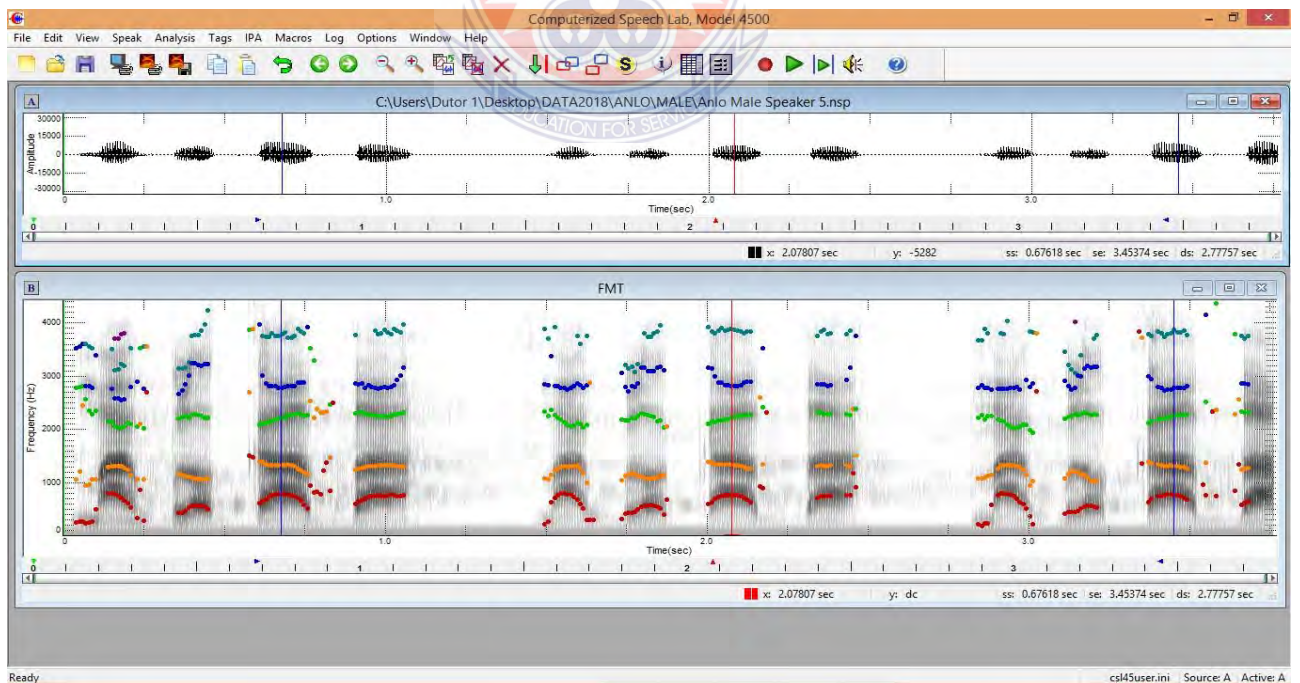 Computerized Speech Lab, Model 4500
File Edit View Speak Analysis Tags IPA Macros Log Options Window Help
EDUCATION FOR SERVICE
A
C:\Users\Dutor 1\Desktop\DATA2018\ANLO\MALE\Anlo Male Speaker 5.nsp
Amplitude
30000
15000
0
-15000
-30000
0 1.0 2.0 3.0
Time(sec)
0 1 2 3
x: 2.07807 sec y: -5282 ss: 0.67618 sec se: 3.45374 sec ds: 2.77757 sec
B
FMT
Frequency (Hz)
4000
3000
2000
1000
0
0 1.0 2.0 3.0
Time(sec)
0 1 2 3
x: 2.07807 sec y: dc ss: 0.67618 sec se: 3.45374 sec ds: 2.77757 sec
Ready csl45user.ini Source: A Active: A